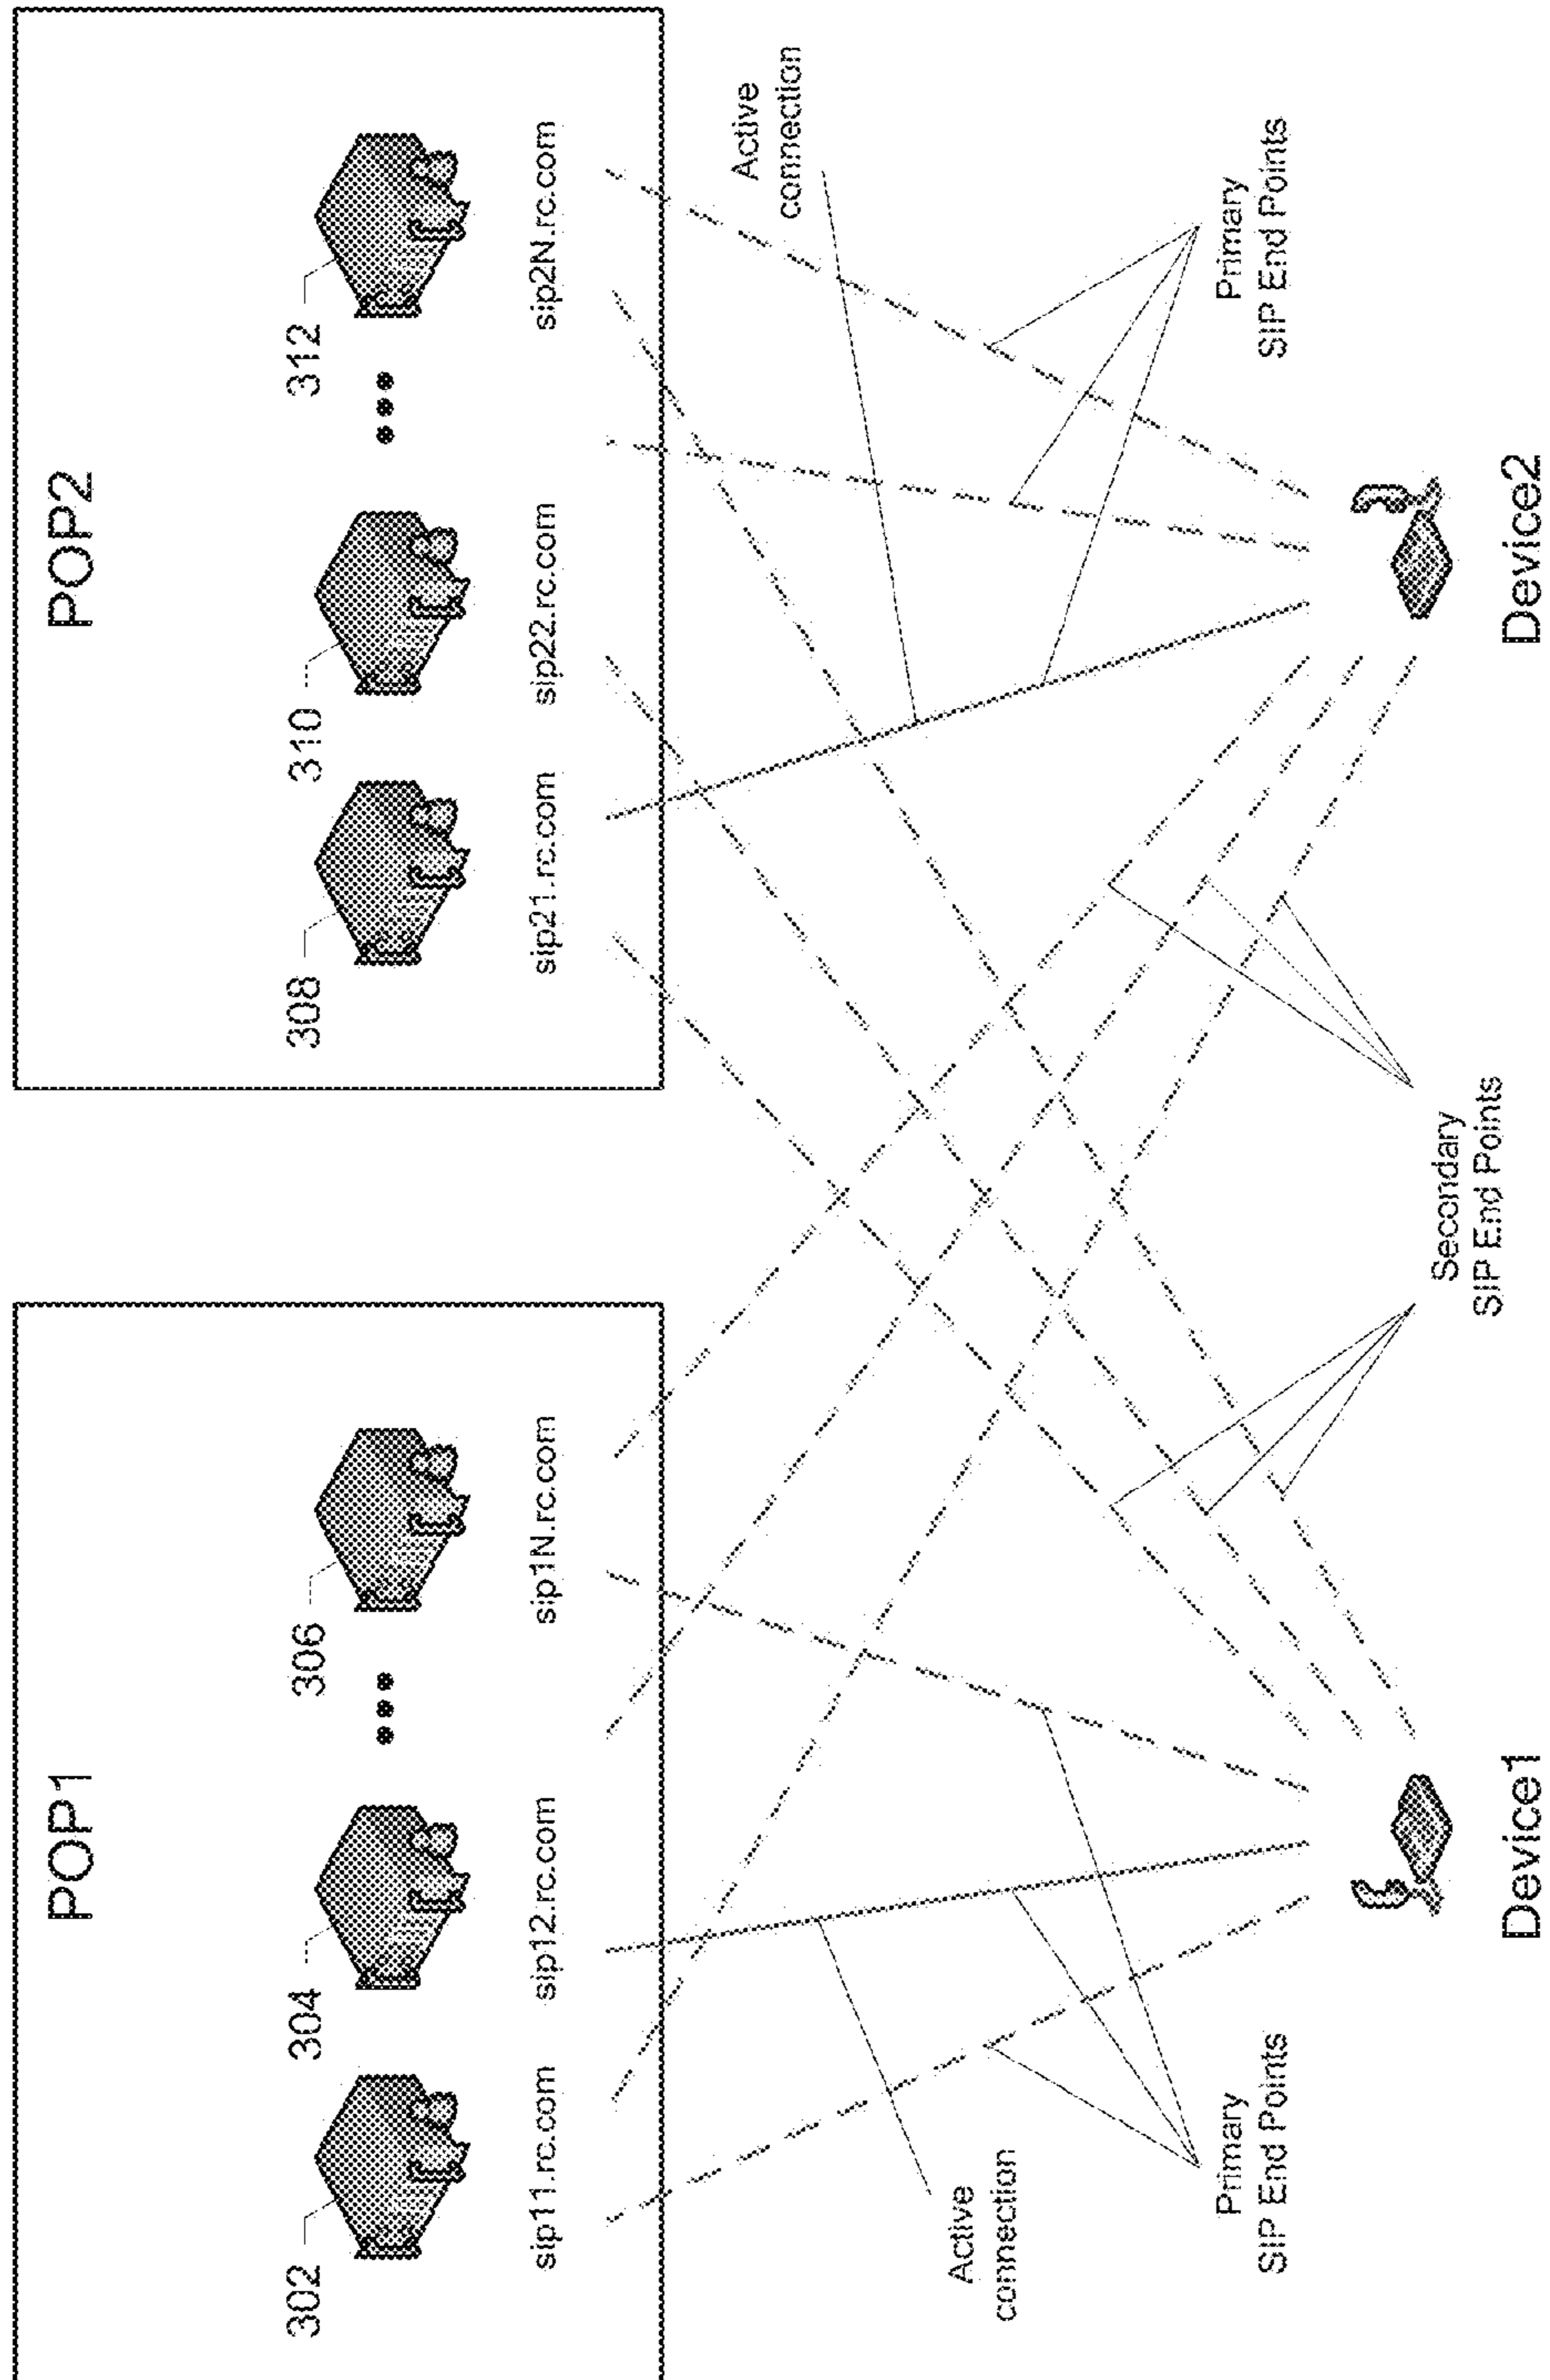 POP1
POP2
302
304
306
308
310
312
sip11.rc.com
sip12.rc.com
sip1N.rc.com
sip21.rc.com
sip22.rc.com
sip2N.rc.com
Active
connection
Active
connection
Primary
SIP End Points
Primary
SIP End Points
Secondary
SIP End Points
Device1
Device2